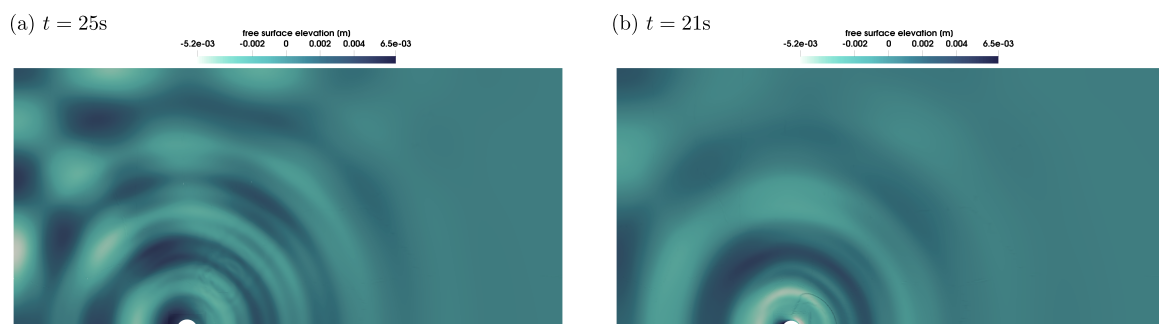 (a) t = 25s
free surface elevation [m]
-5.2e-03 -0.002 0 0.002 0.004 6.5e-03
(b) t = 21s
free surface elevation [m]
-5.2e-03 -0.002 0 0.002 0.004 6.5e-03